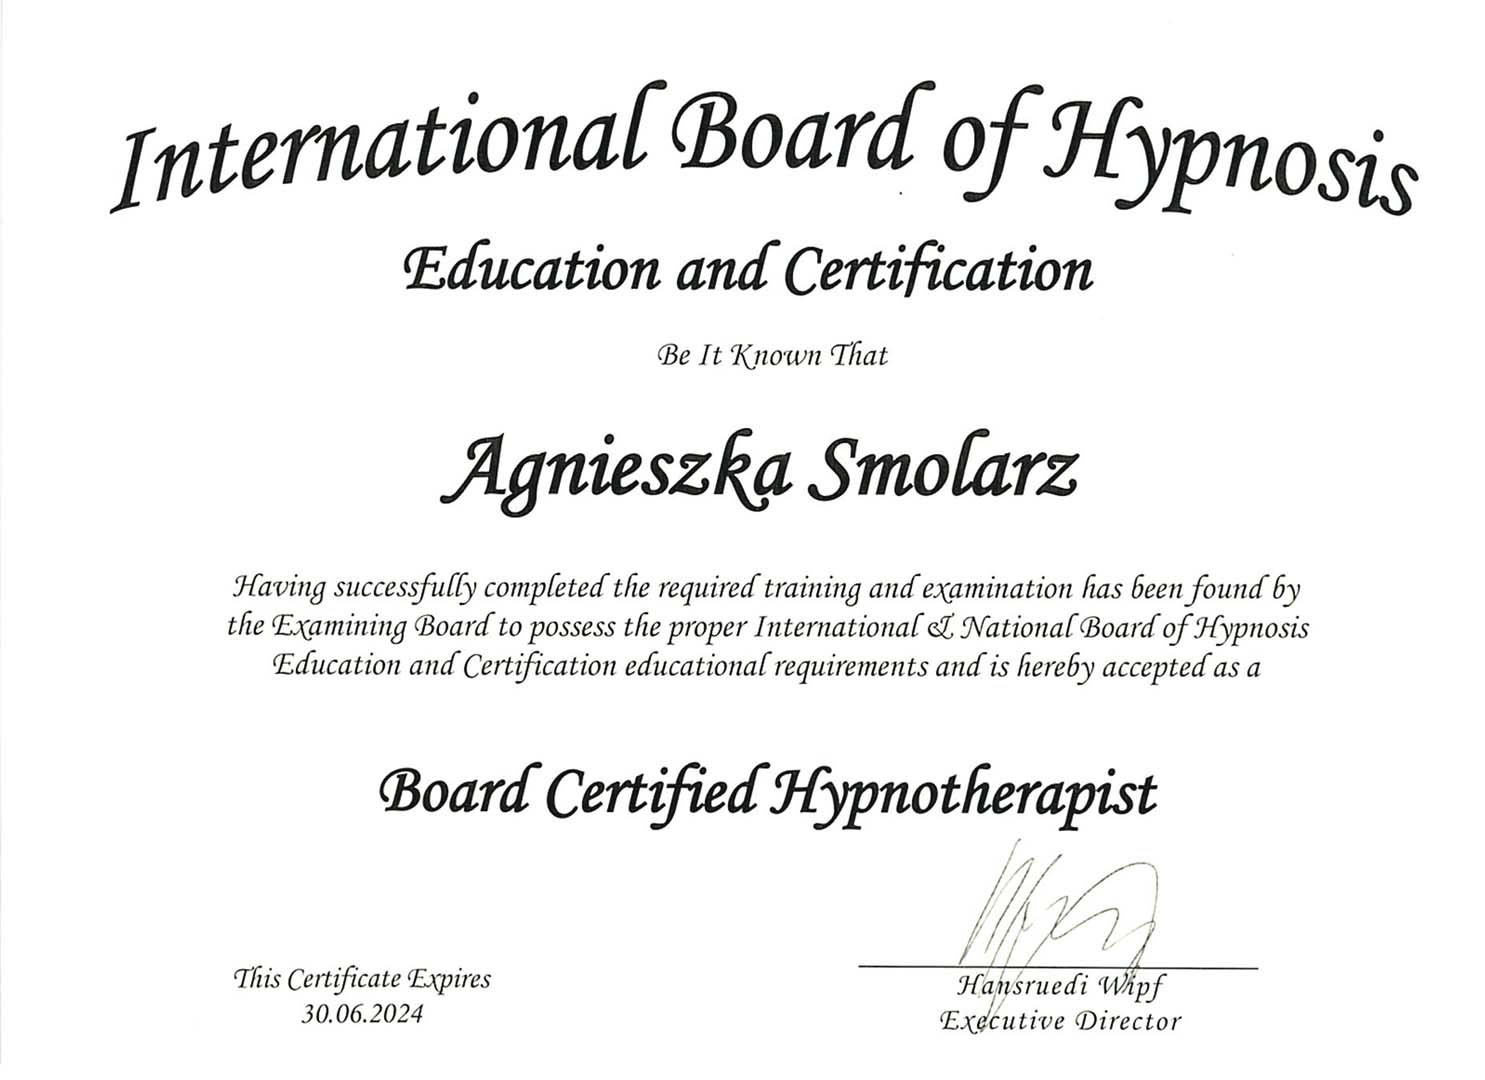 International Board of Hypnosis
Education and Certification
Be It Known That
Agnieszka Smolarz
Having successfully completed the required training and examination has been found by
the Examining Board to possess the proper International & National Board of Hypnosis
Education and Certification educational requirements and is hereby accepted as a
Board Certified Hypnotherapist
This Certificate Expires
30.06.2024
Hansruedi Wipf
Executive Director